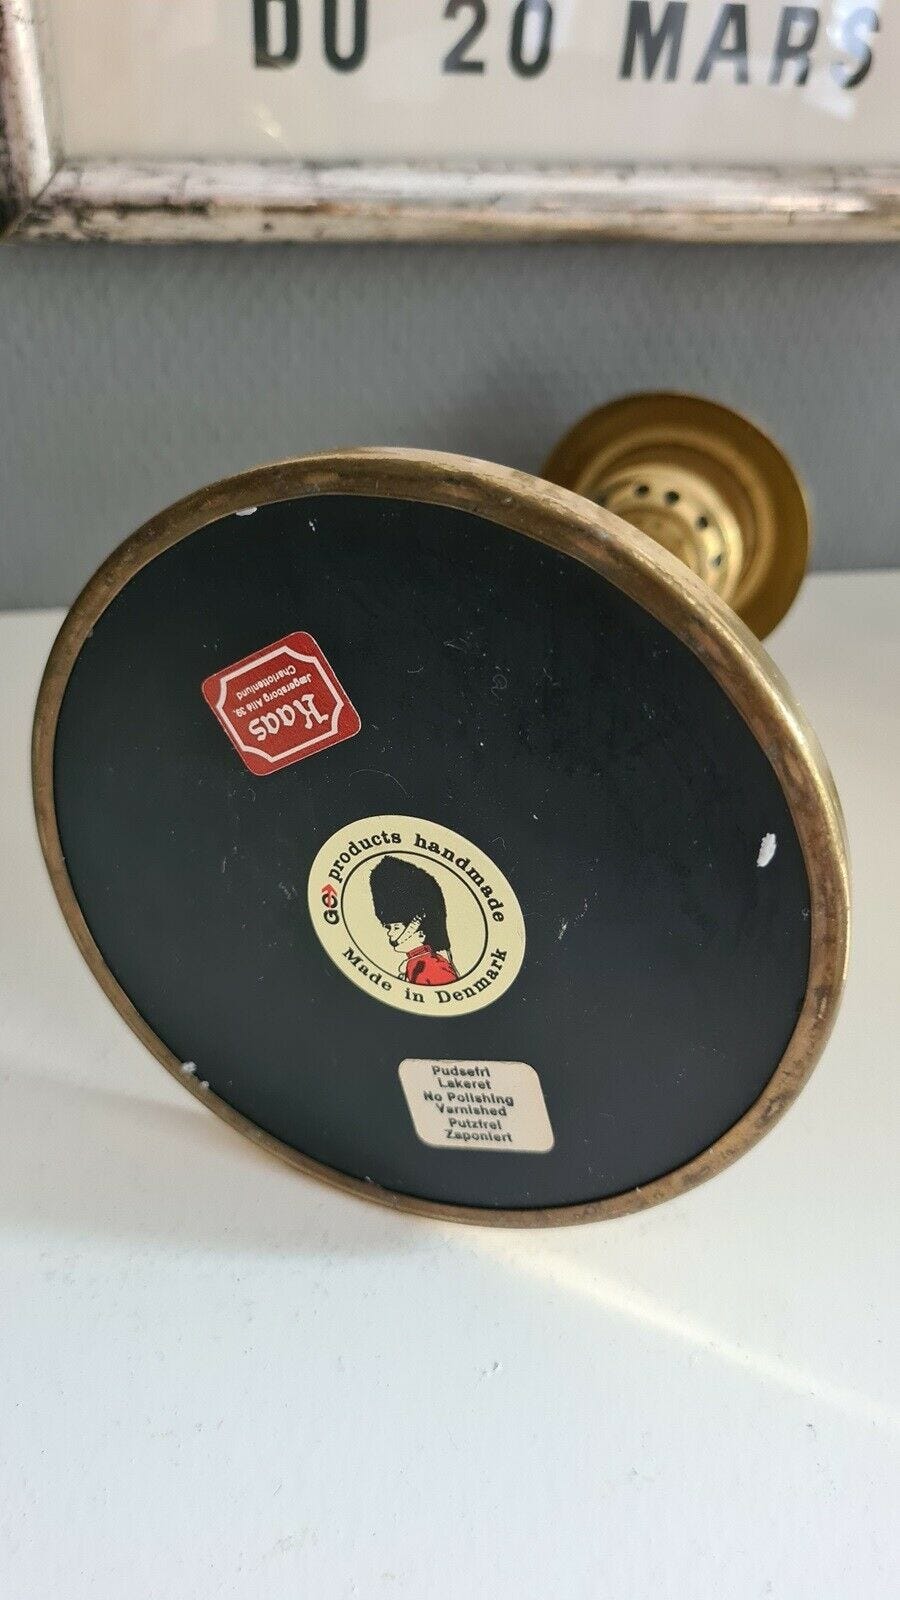 DU 20 MARS
Kaas
Jægersborg Allé 39,
Charlottenlund
products handmade
Made in Denmark
Pudsefri
Lakeret
No Polishing
Varnished
Putzfrei
Zaponiert